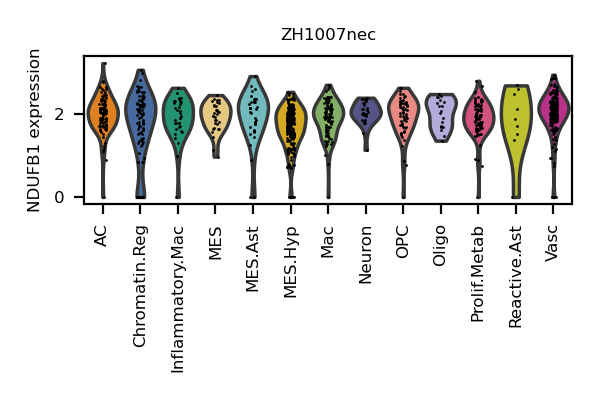 ZH1007nec
NDUFB1 expression
2
0
AC
Chromatin.Reg
Inflammatory.Mac
MES
MES.Ast
MES.Hyp
Mac
Neuron
OPC
Oligo
Prolif.Metab
Reactive.Ast
Vasc